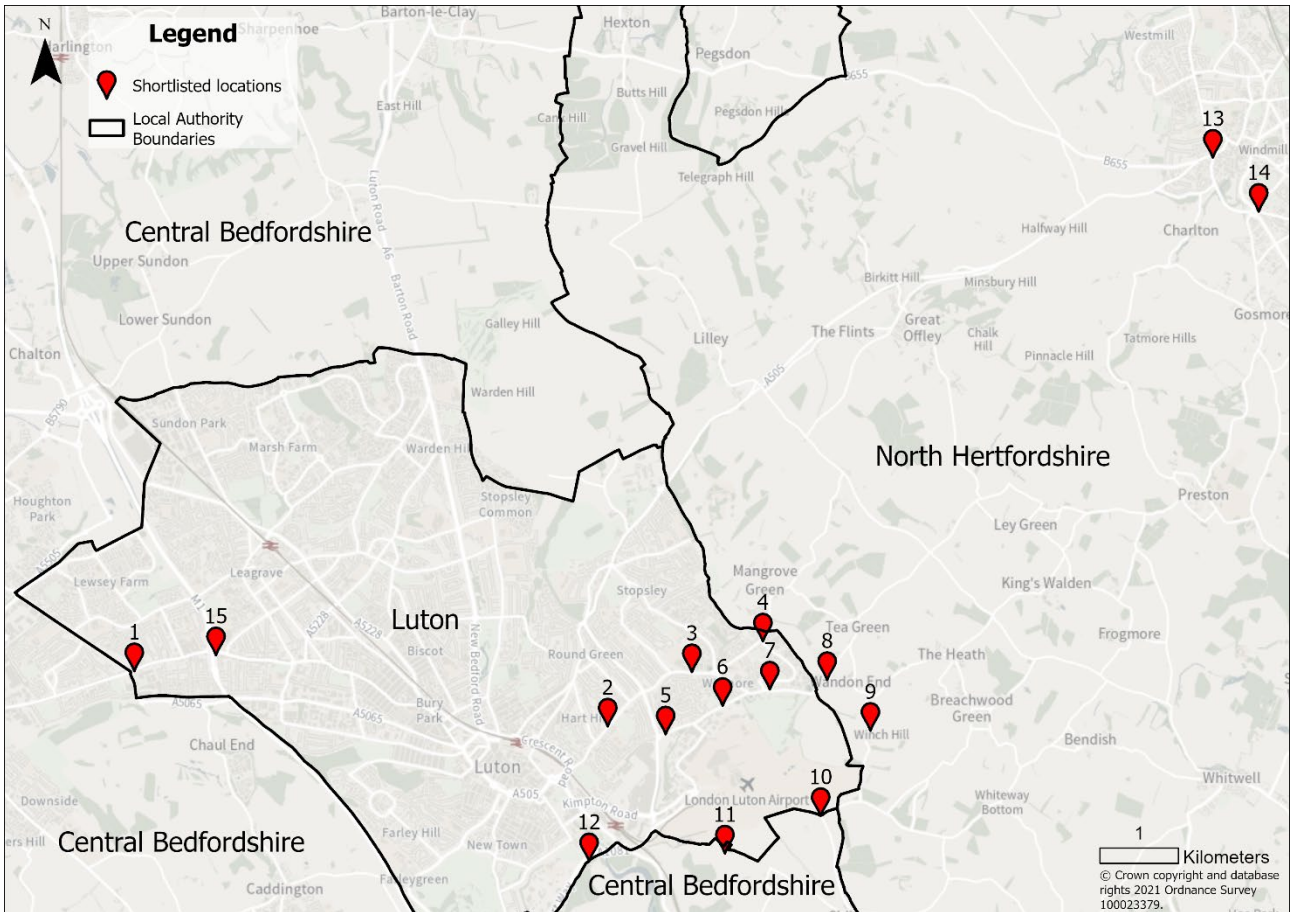 N
Legend
Shortlisted locations
Local Authority
Boundaries
Barton-le-Clay
Hexton
Sharpenhoe
Pegsdon
Westmill
B655
East Hill
Butts Hill
Pegsdon Hills
13
Windmill
Gravel Hill
B655
14
Telegraph Hill
Luton Road
A6
Barton Road
Central Bedfordshire
Halfway Hill
Charlton
Upper Sundon
Birkitt Hill
Minsbury Hill
Lower Sundon
Galley Hill
Lilley
The Flints
Great
Offley
Chalk
Hill
Gosmore
Tatmore Hills
Chalton
Pinnacle Hill
A505
Warden Hill
B5790
Sundon Park
Marsh Farm
Warden Hill
North Hertfordshire
Houghton
Park
Stopsley
Common
Preston
Ley Green
A5505
Leagrave
Lewsey Farm
Mangrove
Green
King's Walden
Stopsley
M1
4
15
A5228
A5228
Luton
New Bedford Road
Tea Green
Frogmore
1
Biscot
Round Green
3
7
8
The Heath
6
Wandon End
2
5
9
Breachwood
Green
A5065
A5065
Bury
Park
Hart Hill
Winch Hill
Bendish
Chaul End
Crescent Road
Luton
10
Whitwell
A505
Kimpton Road
London Luton Airport
Whiteway
Bottom
Downside
12
11
Farley Hill
New Town
1
Kilometers
Central Bedfordshire
Farleygreen
Caddington
Central Bedfordshire
© Crown copyright and database
rights 2021 Ordnance Survey
100023379.